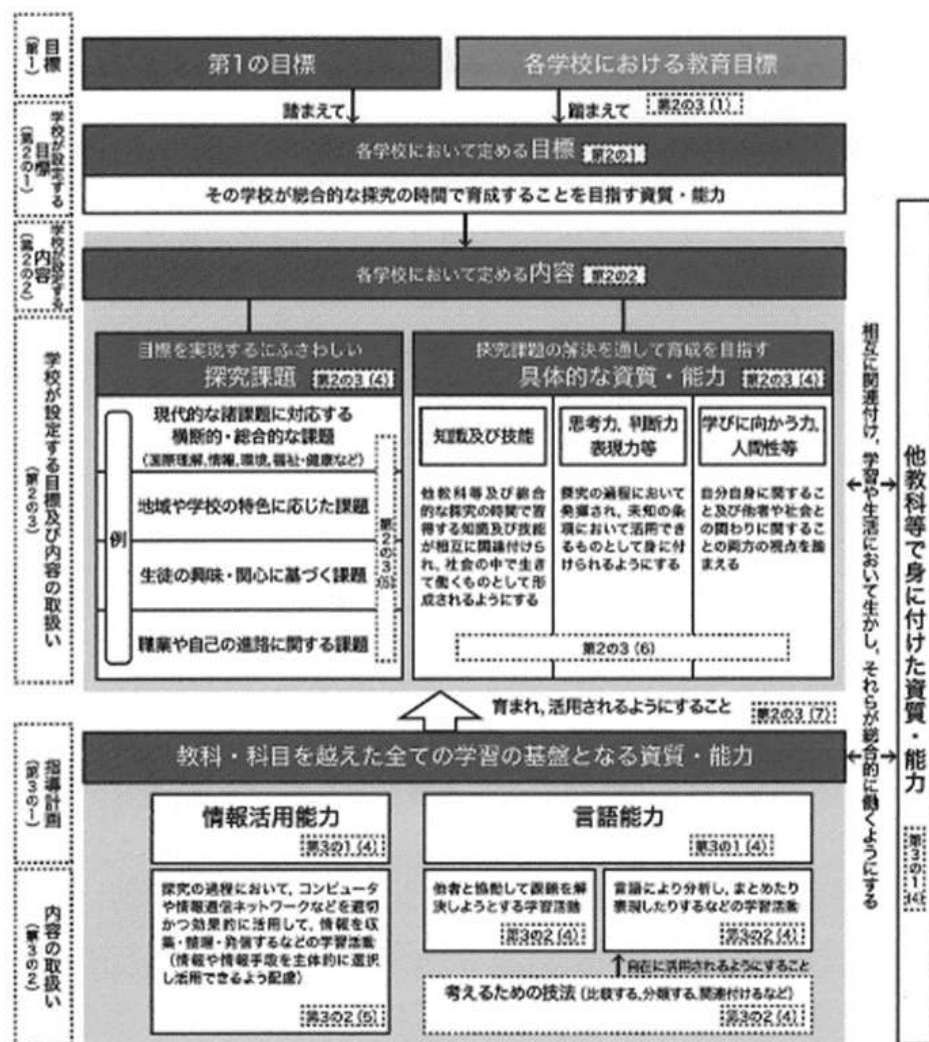 目標
(第1)
第1の目標
各学校における教育目標
踏まえて
踏まえて
第2の3(1)
学校が設定する
目標
(第2の1)
各学校において定める目標 第2の1
その学校が総合的な探究の時間で育成することを目指す資質・能力
学校が設定する
内容
(第2の2)
各学校において定める内容 第2の2
学校が設定する目標及び内容の取扱い
(第2の3)
目標を実現するにふさわしい
探究課題 第2の3(4)
例
現代的な諸課題に対応する
横断的・総合的な課題
(国際理解、情報、環境、福祉・健康など)
地域や学校の特色に応じた課題
生徒の興味・関心に基づく課題
職業や自己の進路に関する課題
第2の3(5)
探究課題の解決を通して育成を目指す
具体的な資質・能力 第2の3(4)
知識及び技能
他教科等及び総合
的な探究の時間で習
得する知識及び技能
が相互に関連付けら
れ、社会の中で生き
て働くものとして形
成されるようにする
思考力、判断力
表現力等
探究の過程において
発揮され、未知の条
項において活用でき
るものとして身に付
けられるようにする
学びに向かう力、
人間性等
自分自身に関するこ
と及び他者や社会と
の関わりに関するこ
との両方の視点を踏
まえる
第2の3(6)
育まれ、活用されるようにすること
第2の3(7)
指導計画
(第3の1)
教科・科目を越えた全ての学習の基盤となる資質・能力
情報活用能力
第3の1(4)
言語能力
第3の1(4)
内容の取扱い
(第3の2)
探究の過程において、コンピュータ
や情報通信ネットワークなどを適切
かつ効果的に活用して、情報を収
集・整理・発信するなどの学習活動
(情報や情報手段を主体的に選択
し活用できるよう配慮)
第3の2(5)
他者と協働して課題を解
決しようとする学習活動
第3の2(4)
言語により分析し、まとめたり
表現したりするなどの学習活動
第3の2(4)
自在に活用されるようにすること
考えるための技法(比較する、分類する、関連付けるなど)
第3の2(4)
相互に関連付け、学習や生活において生かし、それらが総合的に働くようにする
他教科等で身に付けた資質・能力 第3の1(4)